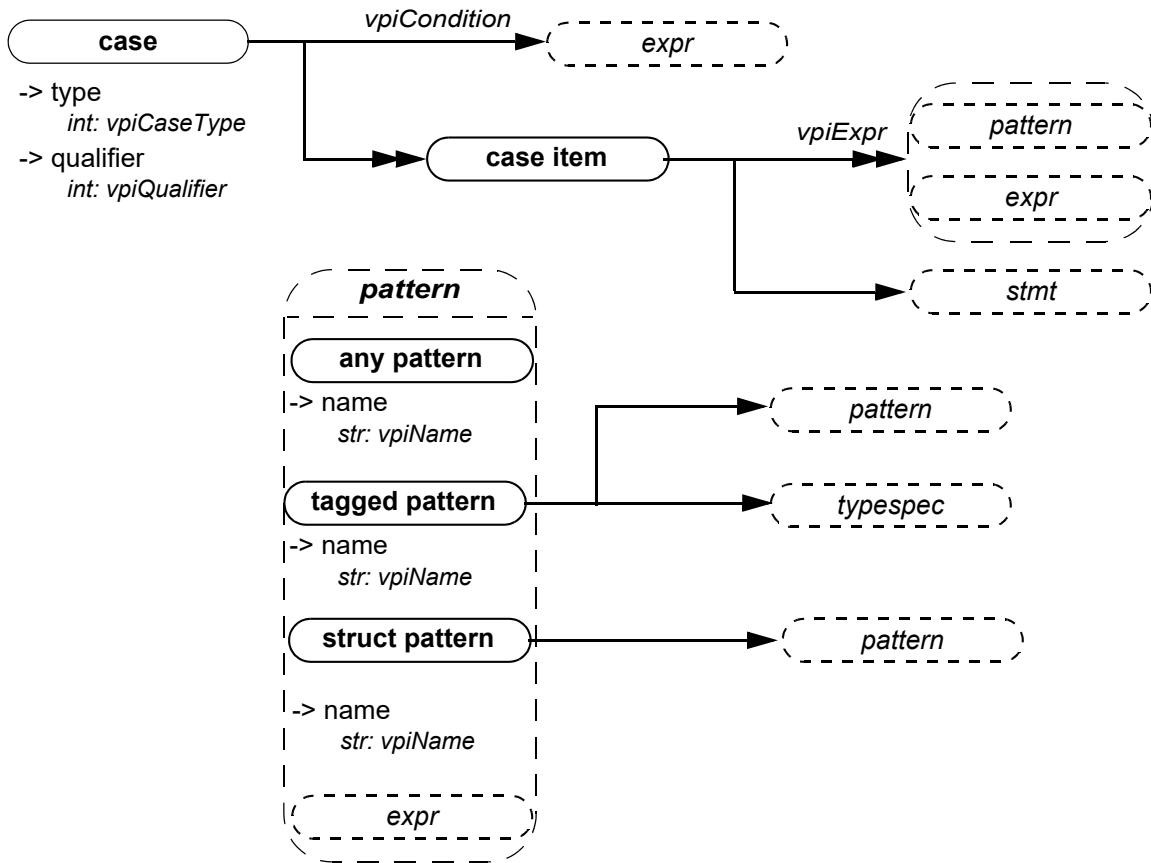 vpiCondition
case
expr
-> type
int: vpiCaseType
-> qualifier
int: vpiQualifier
case item
vpiExpr
pattern
expr
stmt
pattern
any pattern
-> name
str: vpiName
pattern
tagged pattern
typespec
-> name
str: vpiName
struct pattern
pattern
-> name
str: vpiName
expr